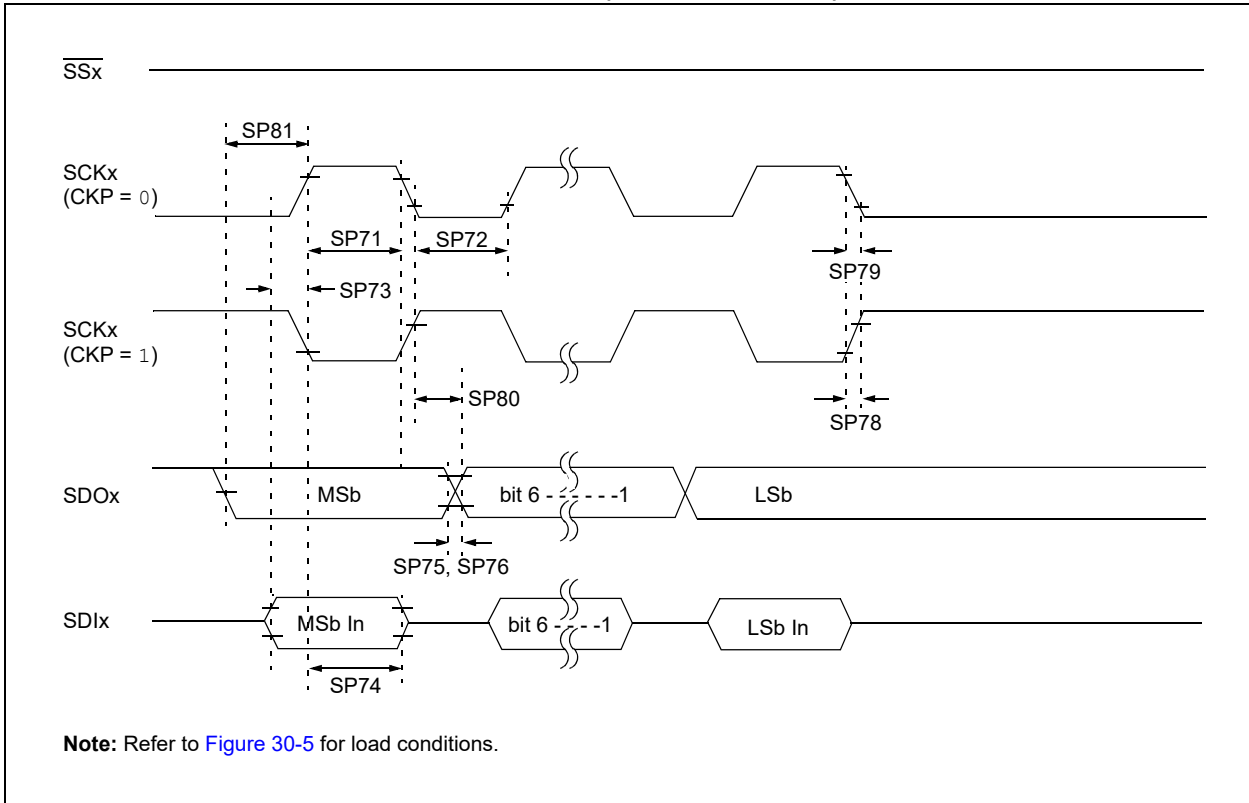 SSx
SP81
SCKx
(CKP = 0)
SP71
SP72
SP79
SP73
SCKx
(CKP = 1)
SP80
SP78
SDOx
MSb
bit 6 - - - - - -1
LSb
SP75, SP76
SDIx
MSb In
bit 6 - - - -1
LSb In
SP74
Note: Refer to Figure 30-5 for load conditions.